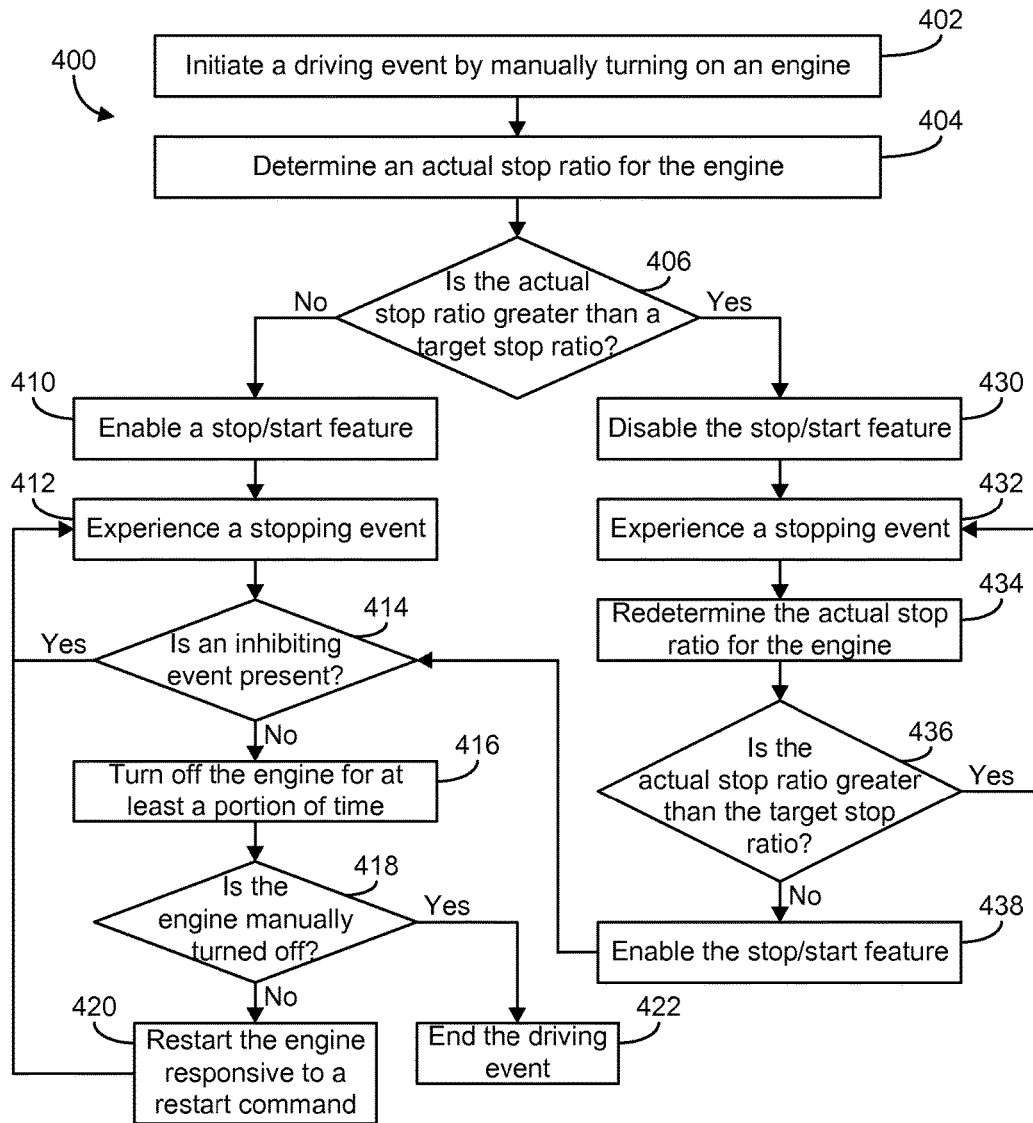 402
Initiate a driving event by manually turning on an engine
400
404
Determine an actual stop ratio for the engine
406
Is the actual
stop ratio greater than a
target stop ratio?
No
Yes
410
Enable a stop/start feature
412
Experience a stopping event
414
Is an inhibiting
event present?
Yes
No
416
Turn off the engine for at
least a portion of time
418
Is the
engine manually
turned off?
Yes
No
420
Restart the engine
responsive to a
restart command
422
End the driving
event
430
Disable the stop/start feature
432
Experience a stopping event
434
Redetermine the actual stop
ratio for the engine
436
Is the
actual stop ratio greater
than the target stop
ratio?
Yes
No
438
Enable the stop/start feature